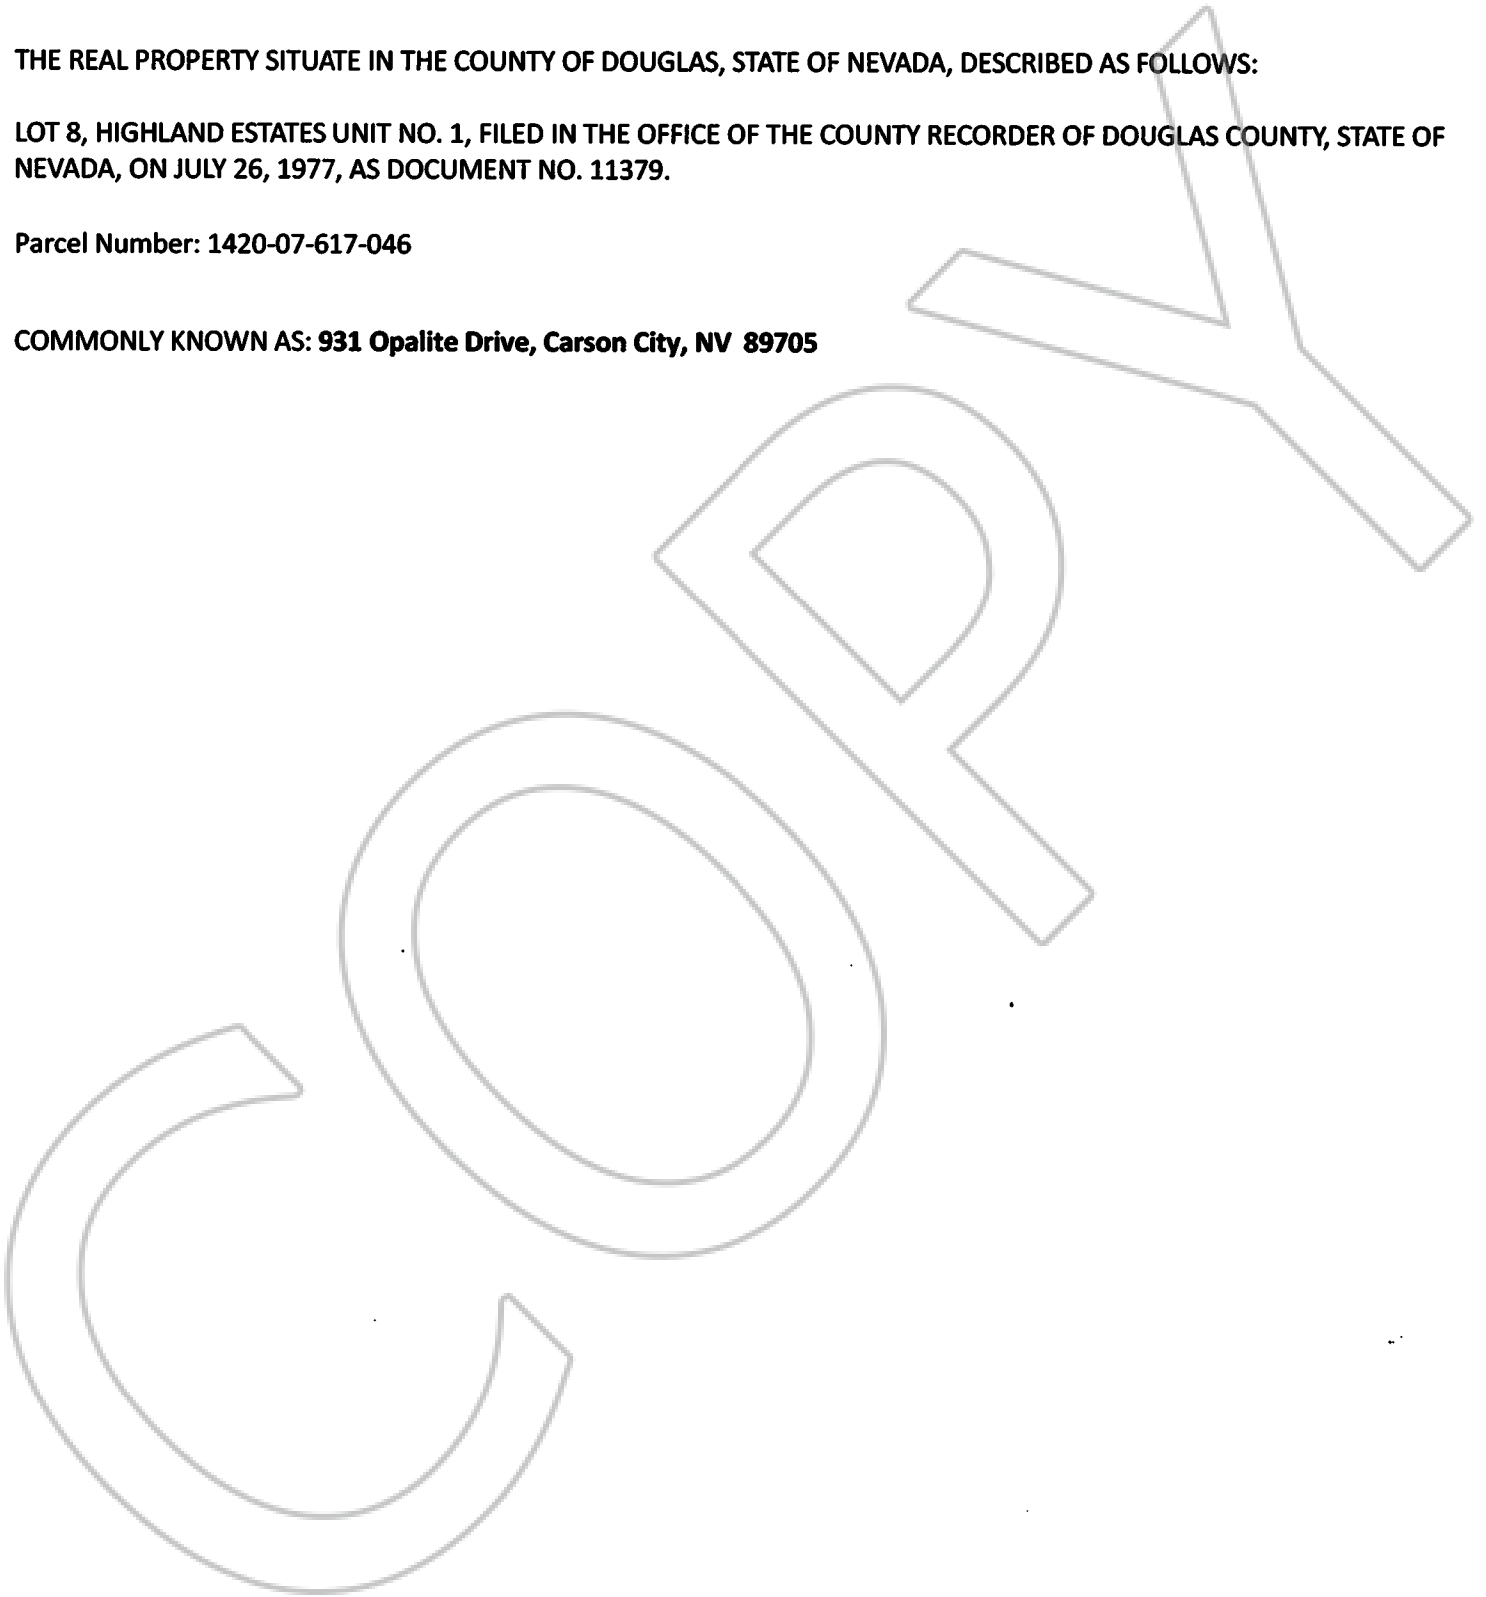 THE REAL PROPERTY SITUATE IN THE COUNTY OF DOUGLAS, STATE OF NEVADA, DESCRIBED AS FOLLOWS:
LOT 8, HIGHLAND ESTATES UNIT NO. 1, FILED IN THE OFFICE OF THE COUNTY RECORDER OF DOUGLAS COUNTY, STATE OF
NEVADA, ON JULY 26, 1977, AS DOCUMENT NO. 11379.
Parcel Number: 1420-07-617-046
COMMONLY KNOWN AS: 931 Opalite Drive, Carson City, NV 89705
COPY